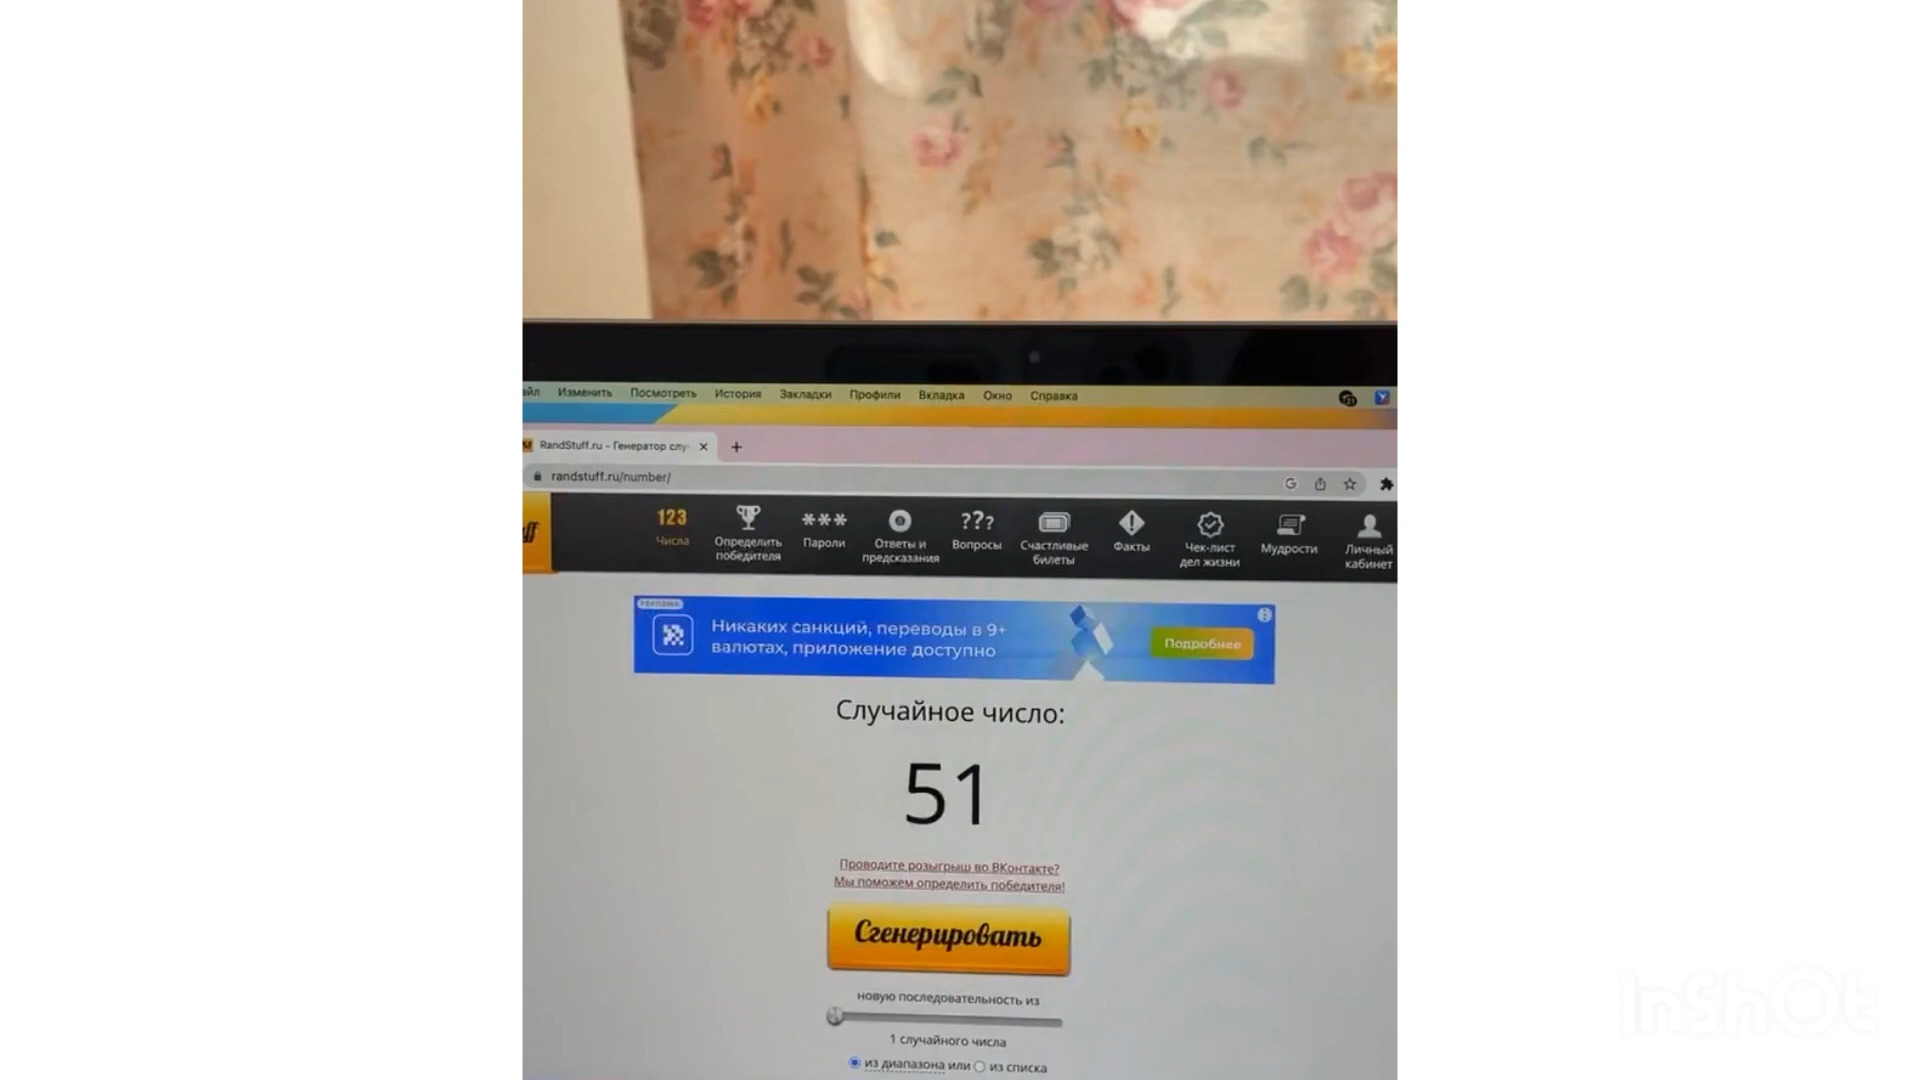 Изменить Посмотреть История Закладки Профили Вкладка Окно Справка
RandStuff.ru - Генератор слу
randstuff.ru/number/
123
Числа
Определить победителя
*** Пароли
Ответы и предсказания
??? Вопросы
Счастливые билеты
Факты
Чек-лист дел жизни
Мудрости
Личный кабинет
РЕКЛАМА
Никаких санкций, переводы в 9+
валютах, приложение доступно
Подробнее
Случайное число:
51
Проводите розыгрыш во ВКонтакте?
Мы поможем определить победителя!
Сгенерировать
новую последовательность из
1 случайного числа
из диапазона или из списка
InShOt